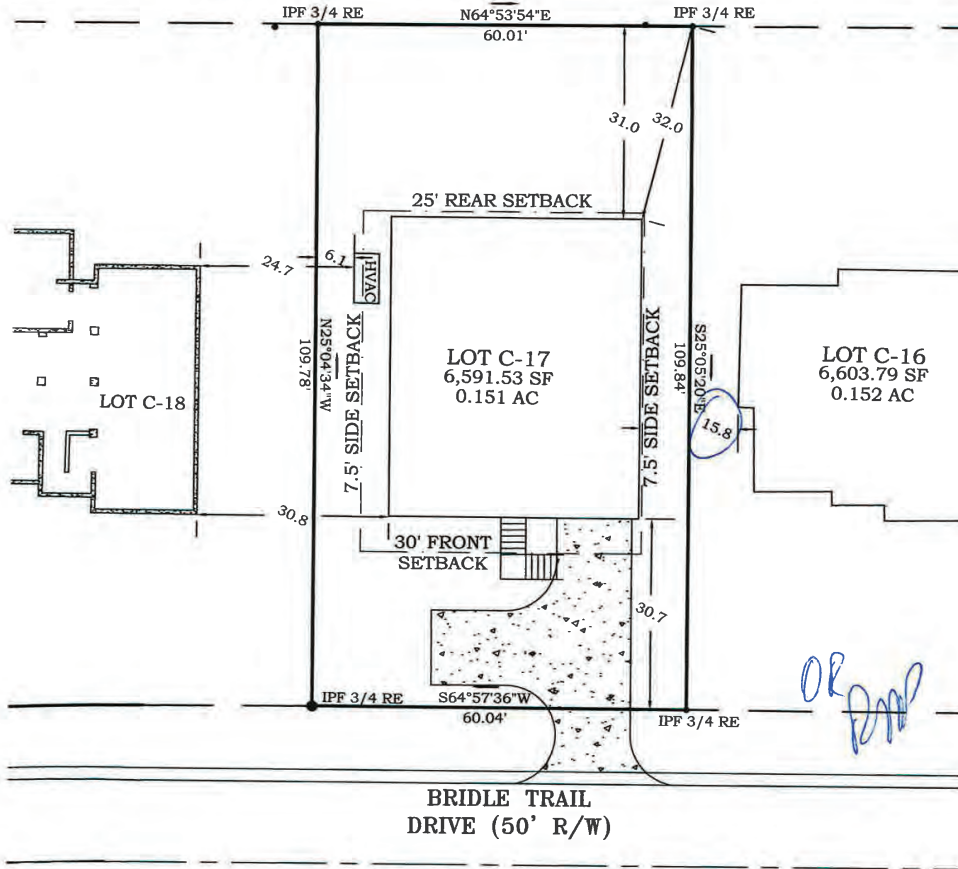 IPF 3/4 RE
N64°53'54"E
60.01'
IPF 3/4 RE
31.0
32.0
25' REAR SETBACK
24.7
6.1
HVAC
N25°04'34"W
109.78'
7.5' SIDE SETBACK
LOT C-17
6,591.53 SF
0.151 AC
7.5' SIDE SETBACK
S25°05'20"E
109.84'
15.8
LOT C-16
6,603.79 SF
0.152 AC
LOT C-18
30.8
30' FRONT
SETBACK
30.7
IPF 3/4 RE
S64°57'36"W
60.04'
IPF 3/4 RE
BRIDLE TRAIL
DRIVE (50' R/W)